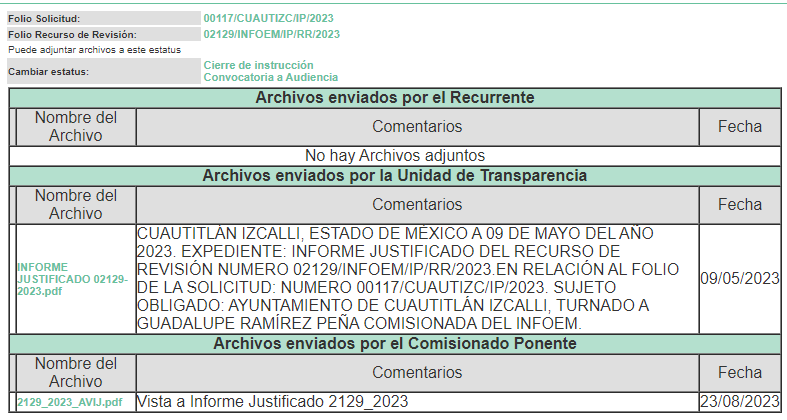 Folio Solicitud: 00117/CUAUTIZC/IP/2023
Folio Recurso de Revisión: 02129/INFOEM/IP/RR/2023
Puede adjuntar archivos a este estatus
Cambiar estatus: Cierre de instrucción
Convocatoria a Audiencia
Archivos enviados por el Recurrente
Nombre del Archivo Comentarios Fecha
No hay Archivos adjuntos
Archivos enviados por la Unidad de Transparencia
Nombre del Archivo Comentarios Fecha
INFORME
JUSTIFICADO 02129-
2023.pdf
CUAUTITLÁN IZCALLI, ESTADO DE MÉXICO A 09 DE MAYO DEL AÑO
2023. EXPEDIENTE: INFORME JUSTIFICADO DEL RECURSO DE
REVISIÓN NUMERO 02129/INFOEM/IP/RR/2023.EN RELACIÓN AL FOLIO
DE LA SOLICITUD: NUMERO 00117/CUAUTIZC/IP/2023. SUJETO
OBLIGADO: AYUNTAMIENTO DE CUAUTITLÁN IZCALLI, TURNADO A
GUADALUPE RAMÍREZ PEÑA COMISIONADA DEL INFOEM.
09/05/2023
Archivos enviados por el Comisionado Ponente
Nombre del Archivo Comentarios Fecha
2129_2023_AVIJ.pdf Vista a Informe Justificado 2129_2023 23/08/2023